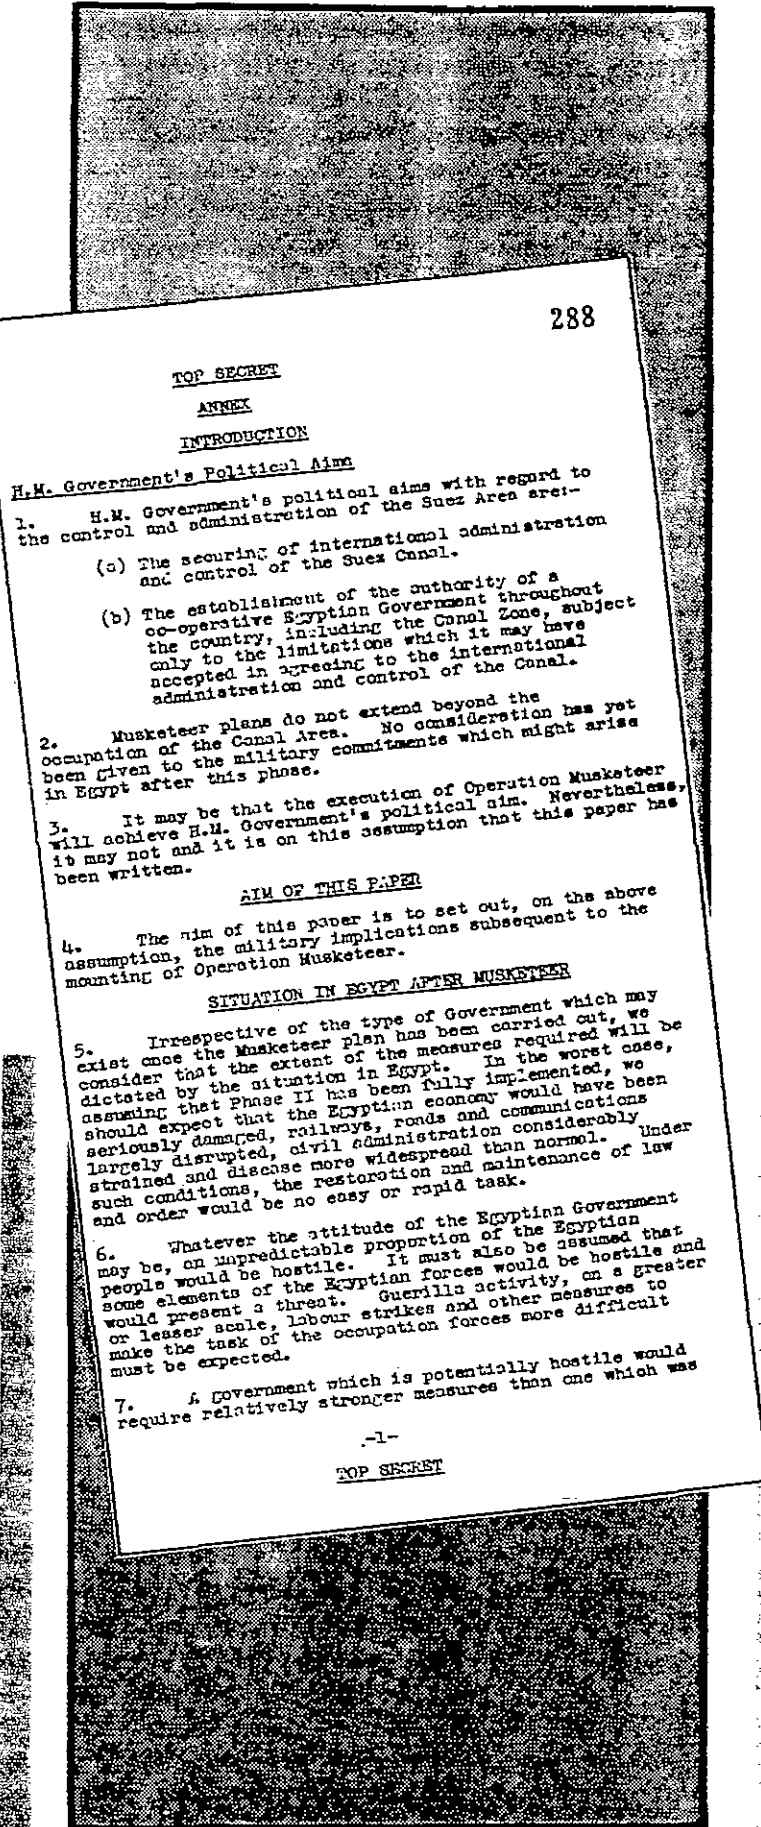 288
TOP SECRET
ANNEX
INTRODUCTION
H.M. Government's Political Aims
1. H.M. Government's political aims with regard to
the control and administration of the Suez Area are:-
(a) The securing of international administration
and control of the Suez Canal.
(b) The establishment of the authority of a
co-operative Egyptian Government throughout
the country, including the Canal Zone, subject
only to the limitations which it may have
accepted in agreeing to the international
administration and control of the Canal.
2. Musketeer plans do not extend beyond the
occupation of the Canal Area. No consideration has yet
been given to the military commitments which might arise
in Egypt after this phase.
3. It may be that the execution of Operation Musketeer
will achieve H.M. Government's political aim. Nevertheless,
it may not and it is on this assumption that this paper has
been written.
AIM OF THIS PAPER
4. The aim of this paper is to set out, on the above
assumption, the military implications subsequent to the
mounting of Operation Musketeer.
SITUATION IN EGYPT AFTER MUSKETEER
5. Irrespective of the type of Government which may
exist once the Musketeer plan has been carried out, we
consider that the extent of the measures required will be
dictated by the situation in Egypt. In the worst case,
assuming that Phase II has been fully implemented, we
should expect that the Egyptian economy would have been
seriously damaged, railways, roads and communications
largely disrupted, civil administration considerably
strained and disease more widespread than normal. Under
such conditions, the restoration and maintenance of law
and order would be no easy or rapid task.
6. Whatever the attitude of the Egyptian Government
may be, an unpredictable proportion of the Egyptian
people would be hostile. It must also be assumed that
some elements of the Egyptian forces would be hostile and
would present a threat. Guerilla activity, on a greater
or lesser scale, labour strikes and other measures to
make the task of the occupation forces more difficult
must be expected.
7. A government which is potentially hostile would
require relatively stronger measures than one which was
.-1-
TOP SECRET